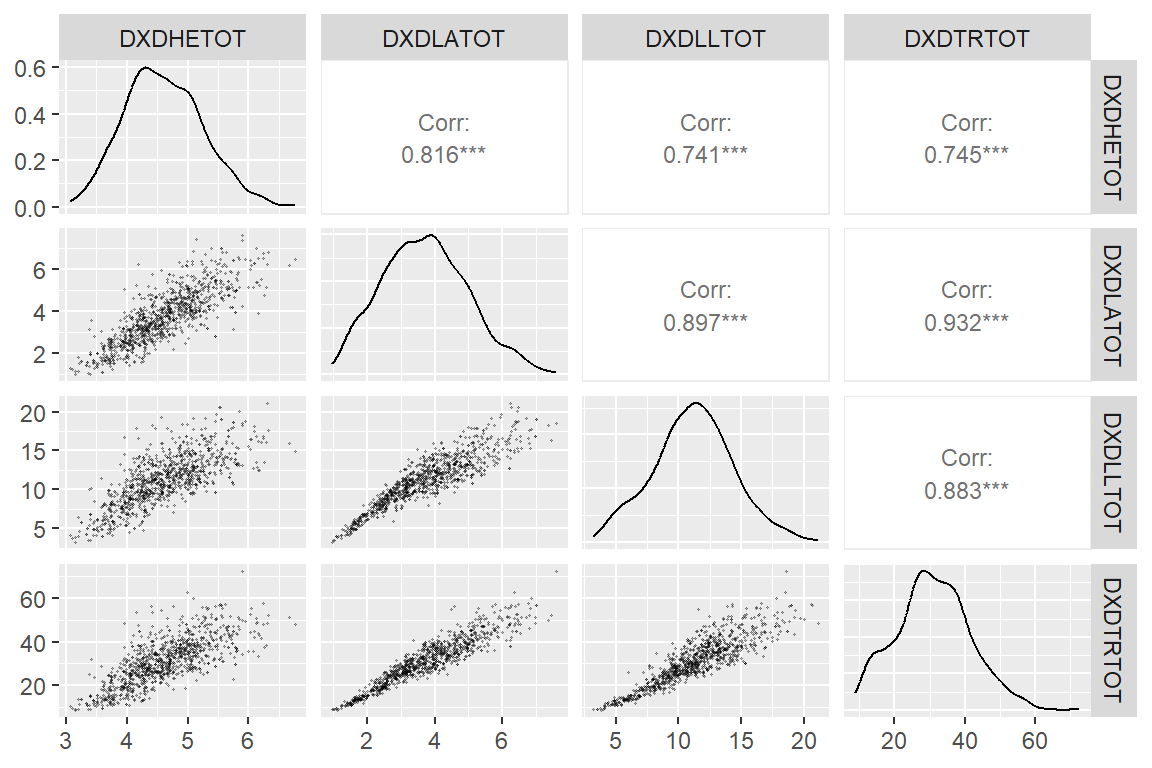 DXDHETOT DXDLATOT DXDLLTOT DXDTRTOT
0.6
0.4
0.2
0.0
Corr:
0.816***
Corr:
0.741***
Corr:
0.745***
DXDHETOT
6
4
2
Corr:
0.897***
Corr:
0.932***
DXDLATOT
20
15
10
5
Corr:
0.883***
DXDLLTOT
60
40
20
DXDTRTOT
3 4 5 6
2 4 6
5 10 15 20
20 40 60